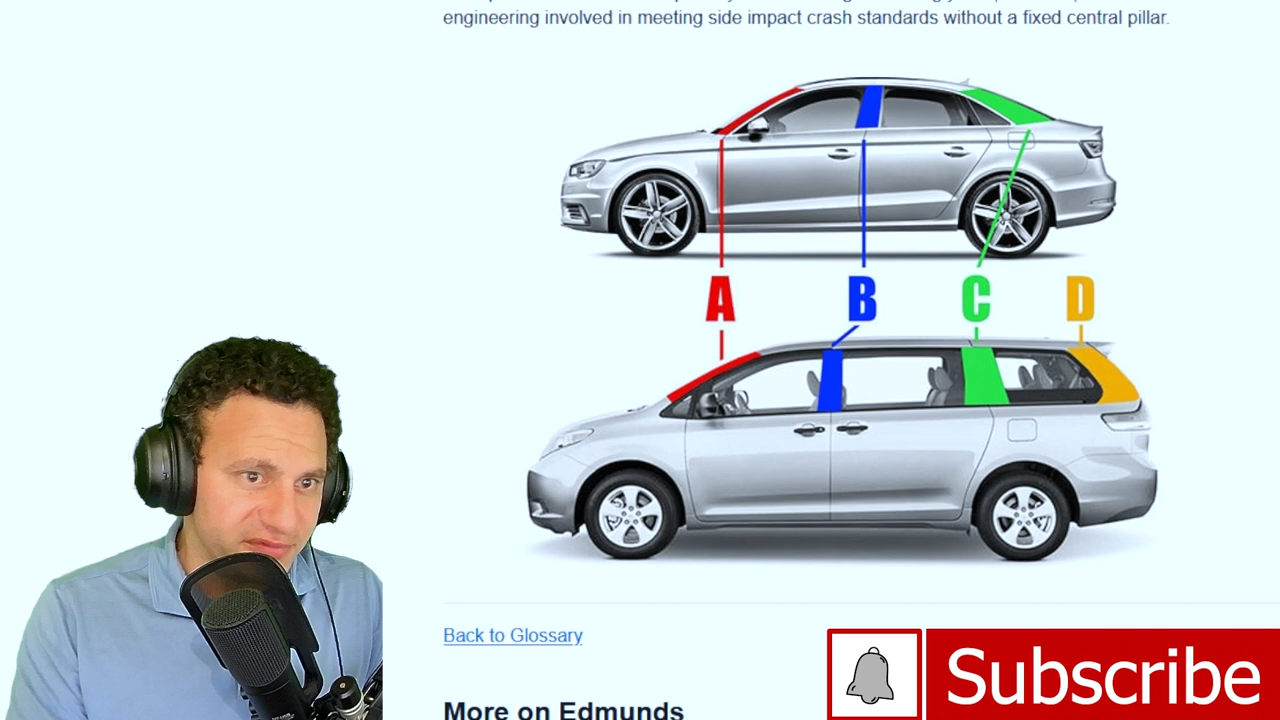 engineering involved in meeting side impact crash standards without a fixed central pillar.
A B C D
Back to Glossary
Subscribe
More on Edmunds